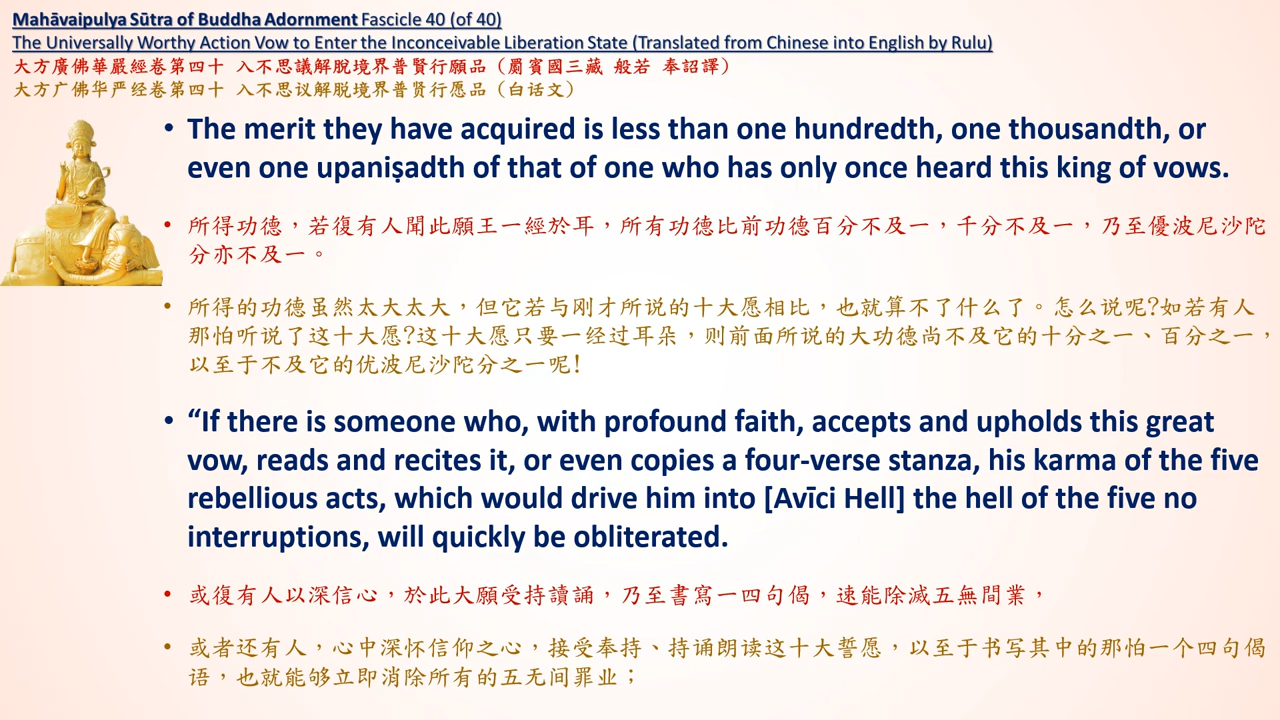 Mahāvaipulya Sūtra of Buddha Adornment Fascicle 40 (of 40)
The Universally Worthy Action Vow to Enter the Inconceivable Liberation State (Translated from Chinese into English by Rulu)
大方廣佛華嚴經卷第四十 入不思議解脫境界普賢行願品（罽賓國三藏 般若 奉詔譯）
大方广佛华严经卷第四十 入不思议解脱境界普贤行愿品（白话文）
• The merit they have acquired is less than one hundredth, one thousandth, or
even one upaniṣadth of that of one who has only once heard this king of vows.
• 所得功德，若復有人聞此願王一經於耳，所有功德比前功德百分不及一，千分不及一，乃至優波尼沙陀
分亦不及一。
• 所得的功德虽然太大太大，但它若与刚才所说的十大愿相比，也就算不了什么了。怎么说呢?如若有人
那怕听说了这十大愿?这十大愿只要一经过耳朵，则前面所说的大功德尚不及它的十分之一、百分之一，
以至于不及它的优波尼沙陀分之一呢!
• “If there is someone who, with profound faith, accepts and upholds this great
vow, reads and recites it, or even copies a four-verse stanza, his karma of the five
rebellious acts, which would drive him into [Avīci Hell] the hell of the five no
interruptions, will quickly be obliterated.
• 或復有人以深信心，於此大願受持讀誦，乃至書寫一四句偈，速能除滅五無間業，
• 或者还有人，心中深怀信仰之心，接受奉持、持诵朗读这十大誓愿，以至于书写其中的那怕一个四句偈
语，也就能够立即消除所有的五无间罪业；